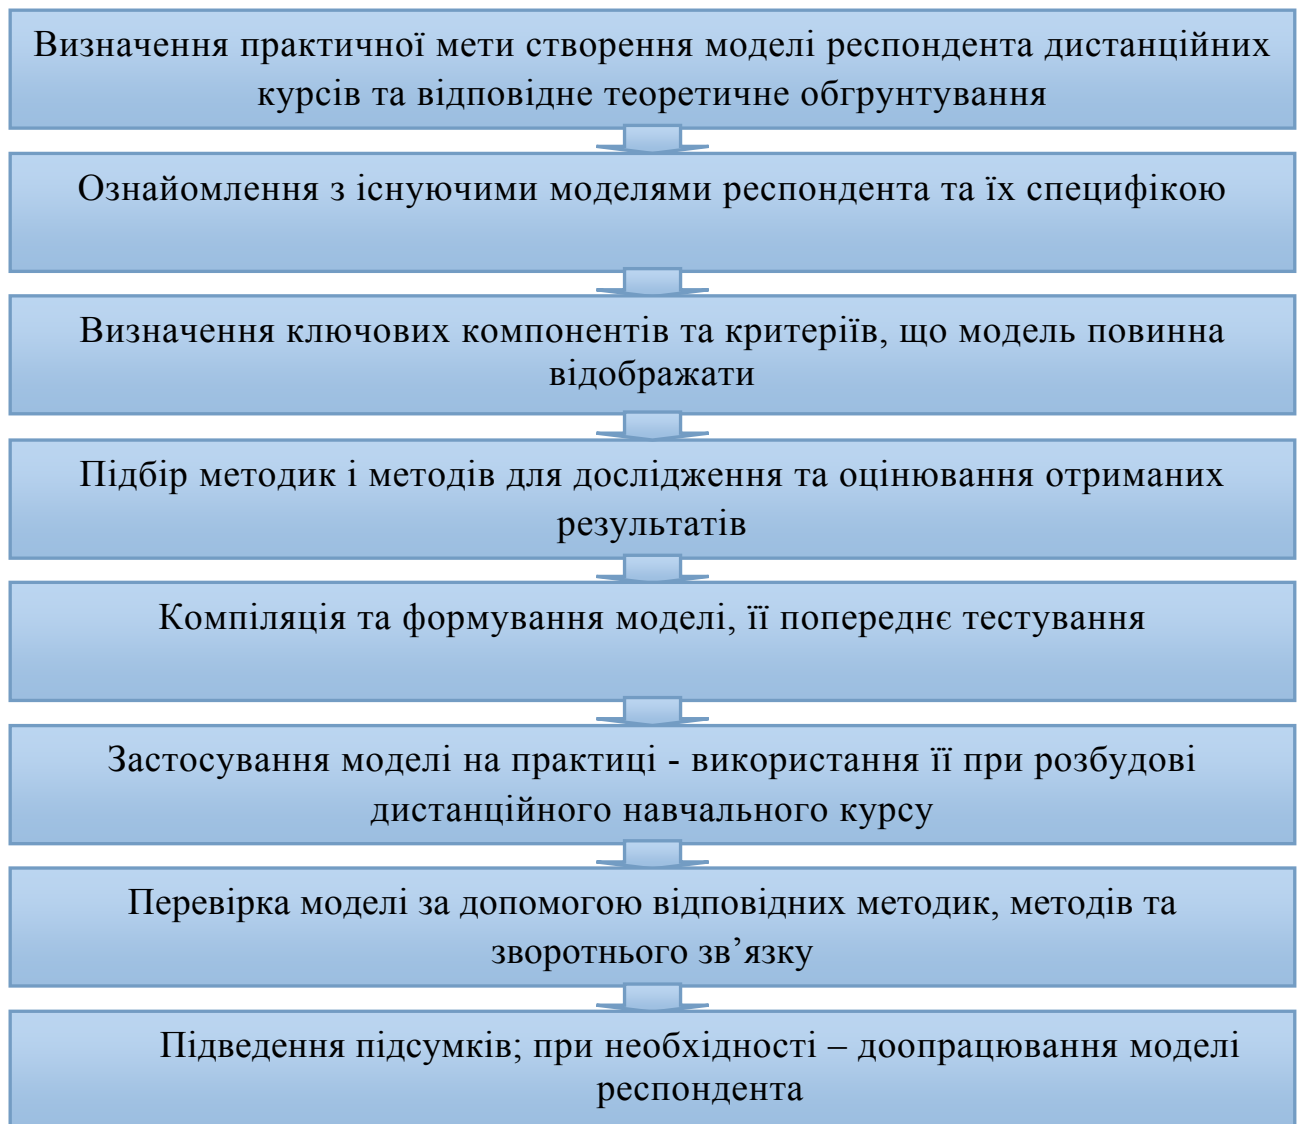 Визначення практичної мети створення моделі респондента дистанційних
курсів та відповідне теоретичне обгрунтування
Ознайомлення з існуючими моделями респондента та їх специфікою
Визначення ключових компонентів та критеріїв, що модель повинна
відображати
Підбір методик і методів для дослідження та оцінювання отриманих
результатів
Компіляція та формування моделі, її попереднє тестування
Застосування моделі на практиці - використання її при розбудові
дистанційного навчального курсу
Перевірка моделі за допомогою відповідних методик, методів та
зворотнього зв’язку
Підведення підсумків; при необхідності – доопрацювання моделі
респондента